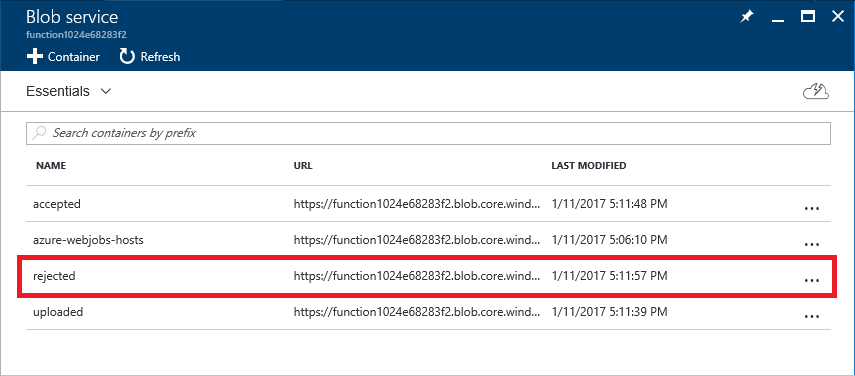 Blob service
function1024e68283f2
Container Refresh
Essentials
Search containers by prefix
NAME URL LAST MODIFIED
accepted https://function1024e68283f2.blob.core.wind... 1/11/2017 5:11:48 PM ...
azure-webjobs-hosts https://function1024e68283f2.blob.core.wind... 1/11/2017 5:06:10 PM ...
rejected https://function1024e68283f2.blob.core.wind... 1/11/2017 5:11:57 PM ...
uploaded https://function1024e68283f2.blob.core.wind... 1/11/2017 5:11:39 PM ...